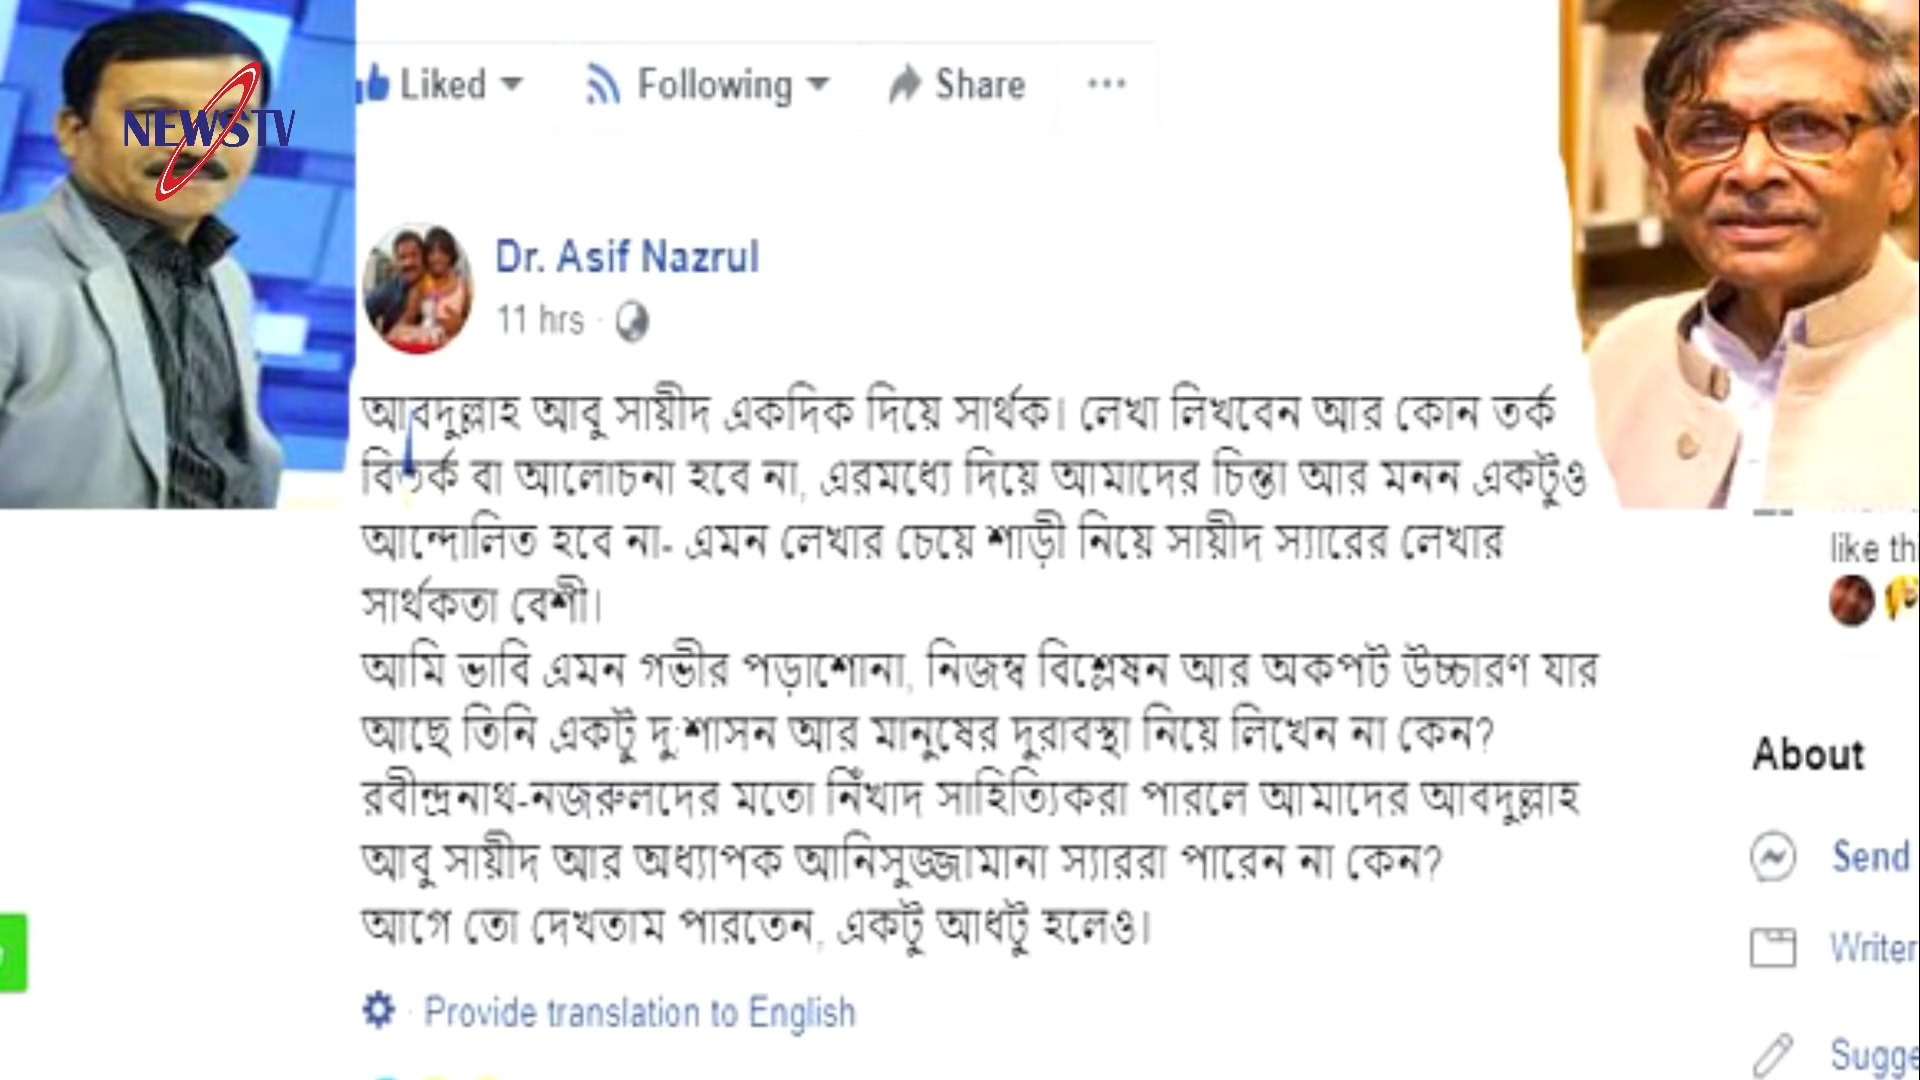 NEWSTV
Liked Following Share
Dr. Asif Nazrul
11 hrs
আবদুল্লাহ আবু সায়ীদ একদিক দিয়ে সার্থক। লেখা লিখবেন আর কোন তর্ক
বিতর্ক বা আলোচনা হবে না, এরমধ্যে দিয়ে আমাদের চিন্তা আর মনন একটুও
আন্দোলিত হবে না- এমন লেখার চেয়ে শাড়ী নিয়ে সায়ীদ স্যারের লেখার
সার্থকতা বেশী।
আমি ভাবি এমন গভীর পড়াশোনা, নিজস্ব বিশ্লেষন আর অকপট উচ্চারণ যার
আছে তিনি একটু দু:শাসন আর মানুষের দুরাবস্থা নিয়ে লিখেন না কেন?
রবীন্দ্রনাথ-নজরুলদের মতো নিঁখাদ সাহিত্যিকরা পারলে আমাদের আবদুল্লাহ
আবু সায়ীদ আর অধ্যাপক আনিসুজ্জামানা স্যাররা পারেন না কেন?
আগে তো দেখতাম পারতেন, একটু আধটু হলেও।
Provide translation to English
like th
About
Send
Writer
Sugge